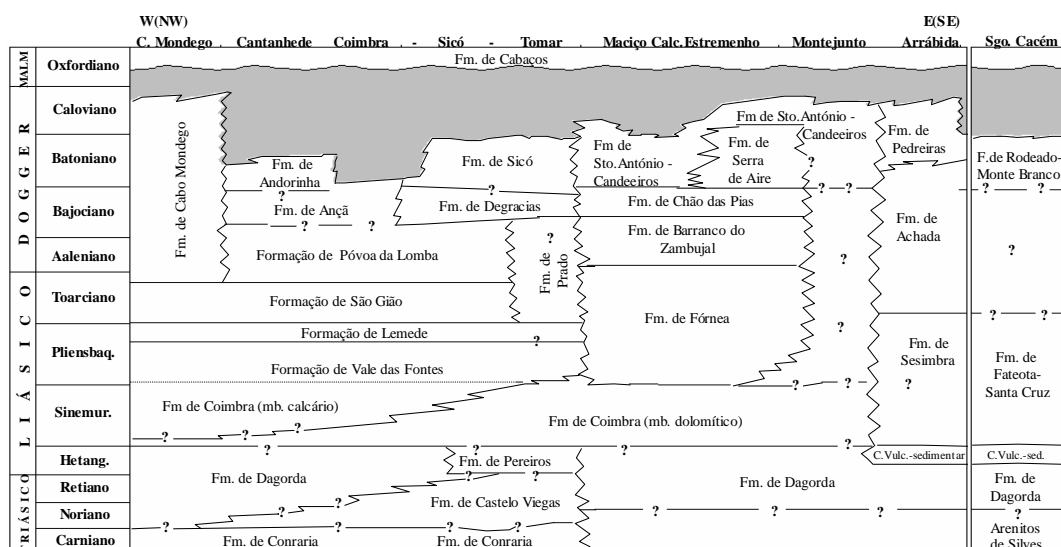 W(NW)
E(SE)
C. Mondego
Cantanhede
Coimbra
-
Sicó
-
Tomar
Maciço Calc.Estremenho
Montejunto
Arrábida
Sgo. Cacém
MALM
Oxfordiano
Fm. de Cabaços
DOGGER
Caloviano
Batoniano
Bajociano
Aaleniano
LIÁSICO
Toarciano
Pliensbaq.
Sinemur.
Hetang.
TRIÁSICO
Retiano
Noriano
Carniano
Fm. de Cabo Mondego
Fm. de
Andorinha
?
Fm. de Ançã
? ?
Formação de Póvoa da Lomba
Fm. de Sicó
?
Fm. de Degracias
?
Fm. de
Prado
Fm de
Sto.António -
Candeeiros
Fm de Sto.António -
Candeeiros
Fm. de
Serra
de Aire
?
? ?
Fm. de Chão das Pias
Fm. de Barranco do
Zambujal
?
Fm. de
Pedreiras
Fm. de
Achada
F.de Rodeado-
Monte Branco
? ?
?
? ?
Formação de São Gião
Formação de Lemede
?
Formação de Vale das Fontes
Fm. de Fórnea
?
? ?
Fm. de
Sesimbra
?
Fm. de
Fateota-
Santa Cruz
Fm de Coimbra (mb. calcário)
? ? ?
Fm de Coimbra (mb. dolomítico)
? ? ? ?
C.Vulc.-sedimentar
C.Vulc.-sed.
Fm. de Pereiros
? ?
Fm. de Dagorda
Fm. de Castelo Viegas
? ?
Fm. de Dagorda
? ? ?
Fm. de
Dagorda
?
? ? ? ?
Fm. de Conraria
Fm. de Conraria
Arenitos
de Silves